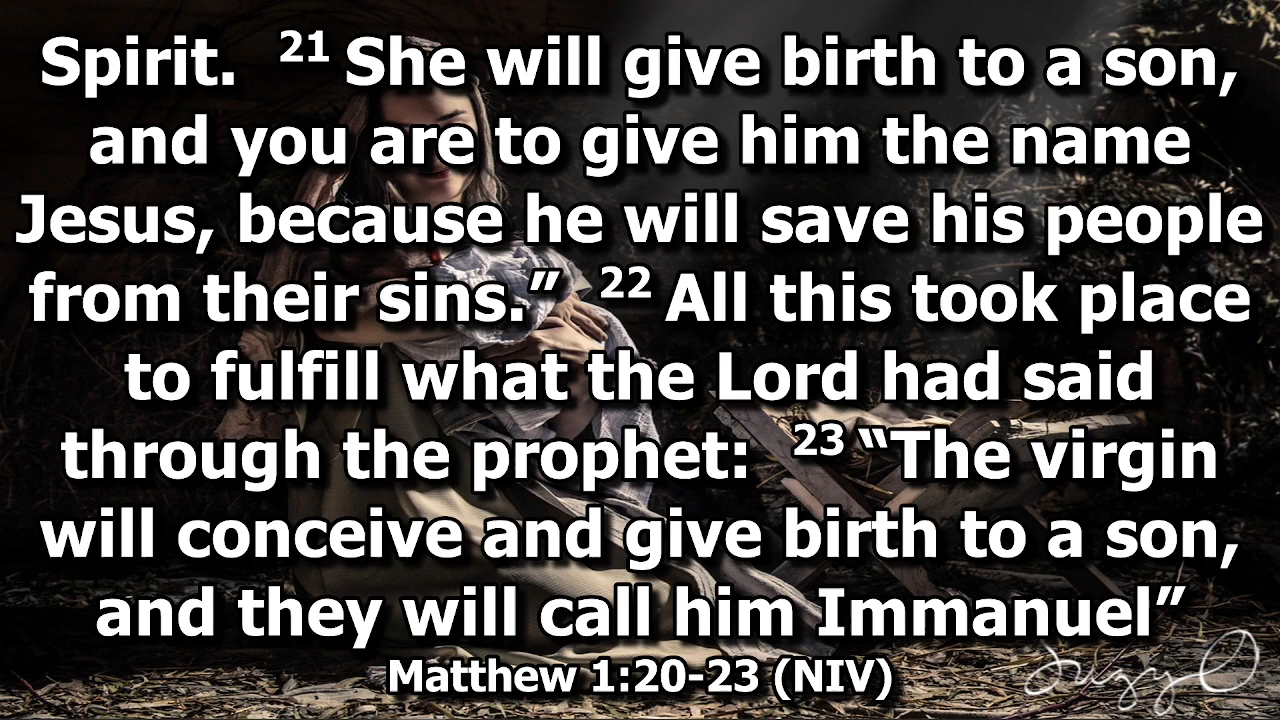 Spirit. 21 She will give birth to a son,
and you are to give him the name
Jesus, because he will save his people
from their sins.” 22 All this took place
to fulfill what the Lord had said
through the prophet: 23 “The virgin
will conceive and give birth to a son,
and they will call him Immanuel”
Matthew 1:20-23 (NIV)
Suzy O